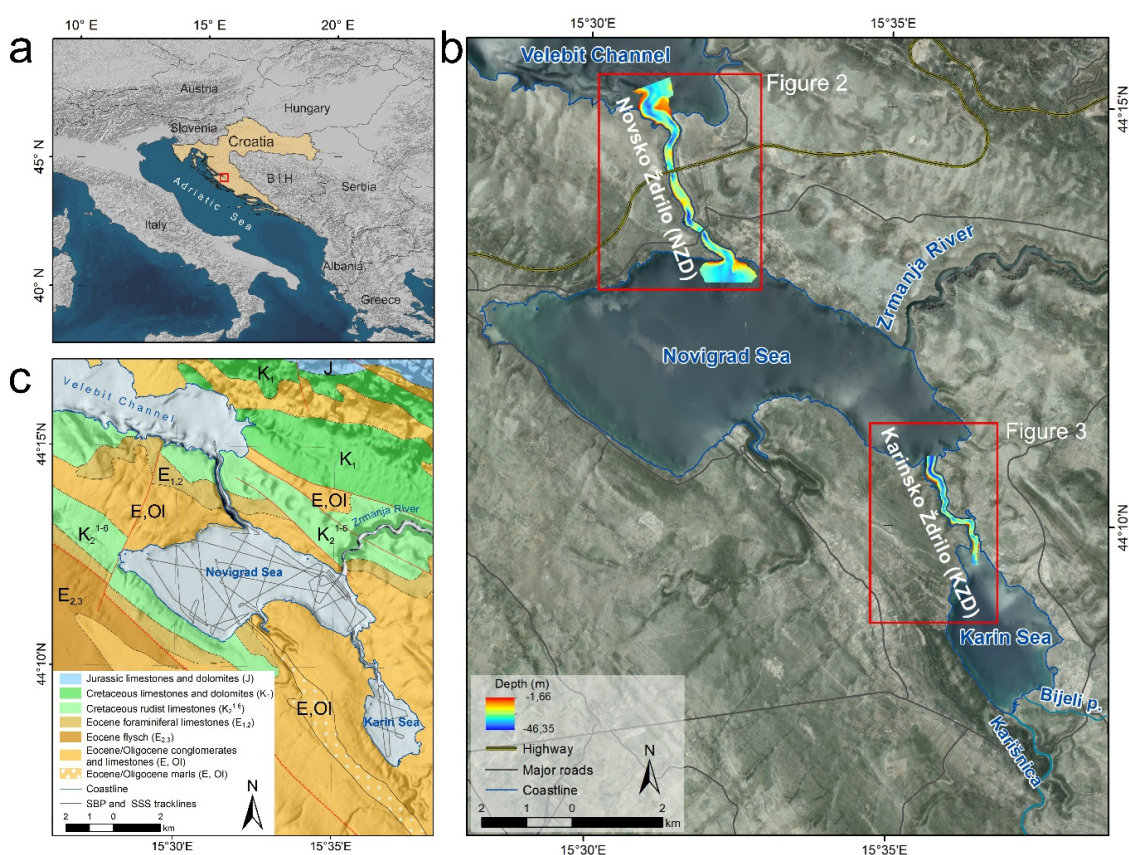 10° E
15° E
20° E
a
45° N
40° N
Austria
Hungary
Slovenia
Croatia
B I H
Serbia
Adriatic Sea
Italy
Albania
Greece
15°30'E
15°35'E
b
Velebit Channel
Figure 2
44°15'N
Novsko Ždrilo (NZD)
Zrmanja River
Novigrad Sea
Figure 3
Karinsko Ždrilo (KZD)
44°10'N
Karin Sea
Bijeli p.
Karišnica
Depth (m)
-1,66
-46,35
Highway
Major roads
Coastline
N
2 1 0 2
km
15°30'E
15°35'E
c
Velebit Channel
J
K1
44°15'N
K1
E1,2
E,Ol
E,Ol
Zrmanja River
K2 1-6
K2 1-6
Novigrad Sea
E2,3
44°10'N
E,Ol
Karin Sea
Jurassic limestones and dolomites (J)
Cretaceous limestones and dolomites (K1)
Cretaceous rudist limestones (K2 1-6)
Eocene foraminiferal limestones (E1,2)
Eocene flysch (E2,3)
Eocene/Oligocene conglomerates
and limestones (E, Ol)
Eocene/Oligocene marls (E, Ol)
Coastline
SBP and SSS tracklines
N
2 1 0 2
km
15°30'E
15°35'E